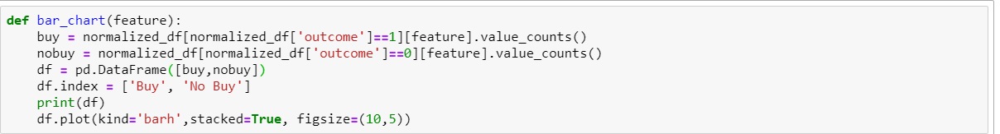 def bar_chart(feature):
    buy = normalized_df[normalized_df['outcome']==1][feature].value_counts()
    nobuy = normalized_df[normalized_df['outcome']==0][feature].value_counts()
    df = pd.DataFrame([buy,nobuy])
    df.index = ['Buy', 'No Buy']
    print(df)
    df.plot(kind='barh',stacked=True, figsize=(10,5))